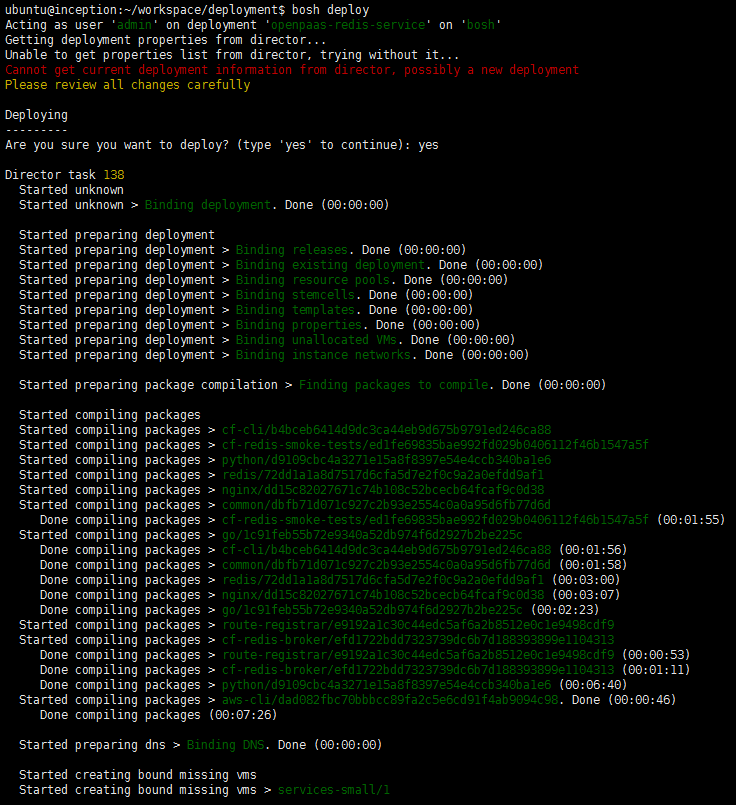 ubuntu@inception:~/workspace/deployment$ bosh deploy
Acting as user 'admin' on deployment 'openpaas-redis-service' on 'bosh'
Getting deployment properties from director...
Unable to get properties list from director, trying without it...
Cannot get current deployment information from director, possibly a new deployment
Please review all changes carefully
Deploying
---------
Are you sure you want to deploy? (type 'yes' to continue): yes
Director task 138
Started unknown
Started unknown > Binding deployment. Done (00:00:00)
Started preparing deployment
Started preparing deployment > Binding releases. Done (00:00:00)
Started preparing deployment > Binding existing deployment. Done (00:00:00)
Started preparing deployment > Binding resource pools. Done (00:00:00)
Started preparing deployment > Binding stemcells. Done (00:00:00)
Started preparing deployment > Binding templates. Done (00:00:00)
Started preparing deployment > Binding properties. Done (00:00:00)
Started preparing deployment > Binding unallocated VMs. Done (00:00:00)
Started preparing deployment > Binding instance networks. Done (00:00:00)
Started preparing package compilation > Finding packages to compile. Done (00:00:00)
Started compiling packages
Started compiling packages > cf-cli/b4bceb6414d9dc3ca44eb9d675b9791ed246ca88
Started compiling packages > cf-redis-smoke-tests/ed1fe69835bae992fd029b0406112f46b1547a5f
Started compiling packages > python/d9109cbc4a3271e15a8f8397e54e4ccb340ba1e6
Started compiling packages > redis/72dd1a1a8d7517d6cfa5d7e2f0c9a2a0efdd9af1
Started compiling packages > nginx/dd15c82027671c74b108c52bcecb64fcaf9c0d38
Started compiling packages > common/dbfb71d071c927c2b93e2554c0a0a95d6fb77d6d
Done compiling packages > cf-redis-smoke-tests/ed1fe69835bae992fd029b0406112f46b1547a5f (00:01:55)
Started compiling packages > go/1c91feb55b72e9340a52db974f6d2927b2be225c
Done compiling packages > cf-cli/b4bceb6414d9dc3ca44eb9d675b9791ed246ca88 (00:01:56)
Done compiling packages > common/dbfb71d071c927c2b93e2554c0a0a95d6fb77d6d (00:01:58)
Done compiling packages > redis/72dd1a1a8d7517d6cfa5d7e2f0c9a2a0efdd9af1 (00:03:00)
Done compiling packages > nginx/dd15c82027671c74b108c52bcecb64fcaf9c0d38 (00:03:07)
Done compiling packages > go/1c91feb55b72e9340a52db974f6d2927b2be225c (00:02:23)
Started compiling packages > route-registrar/e9192a1c30c44edc5af6a2b8512e0c1e9498cdf9
Started compiling packages > cf-redis-broker/efd1722bdd7323739dc6b7d188393899e1104313
Done compiling packages > route-registrar/e9192a1c30c44edc5af6a2b8512e0c1e9498cdf9 (00:00:53)
Done compiling packages > cf-redis-broker/efd1722bdd7323739dc6b7d188393899e1104313 (00:01:11)
Done compiling packages > python/d9109cbc4a3271e15a8f8397e54e4ccb340ba1e6 (00:06:40)
Started compiling packages > aws-cli/dad082fbc70bbbcc89fa2c5e6cd91f4ab9094c98. Done (00:00:46)
Done compiling packages (00:07:26)
Started preparing dns > Binding DNS. Done (00:00:00)
Started creating bound missing vms
Started creating bound missing vms > services-small/1